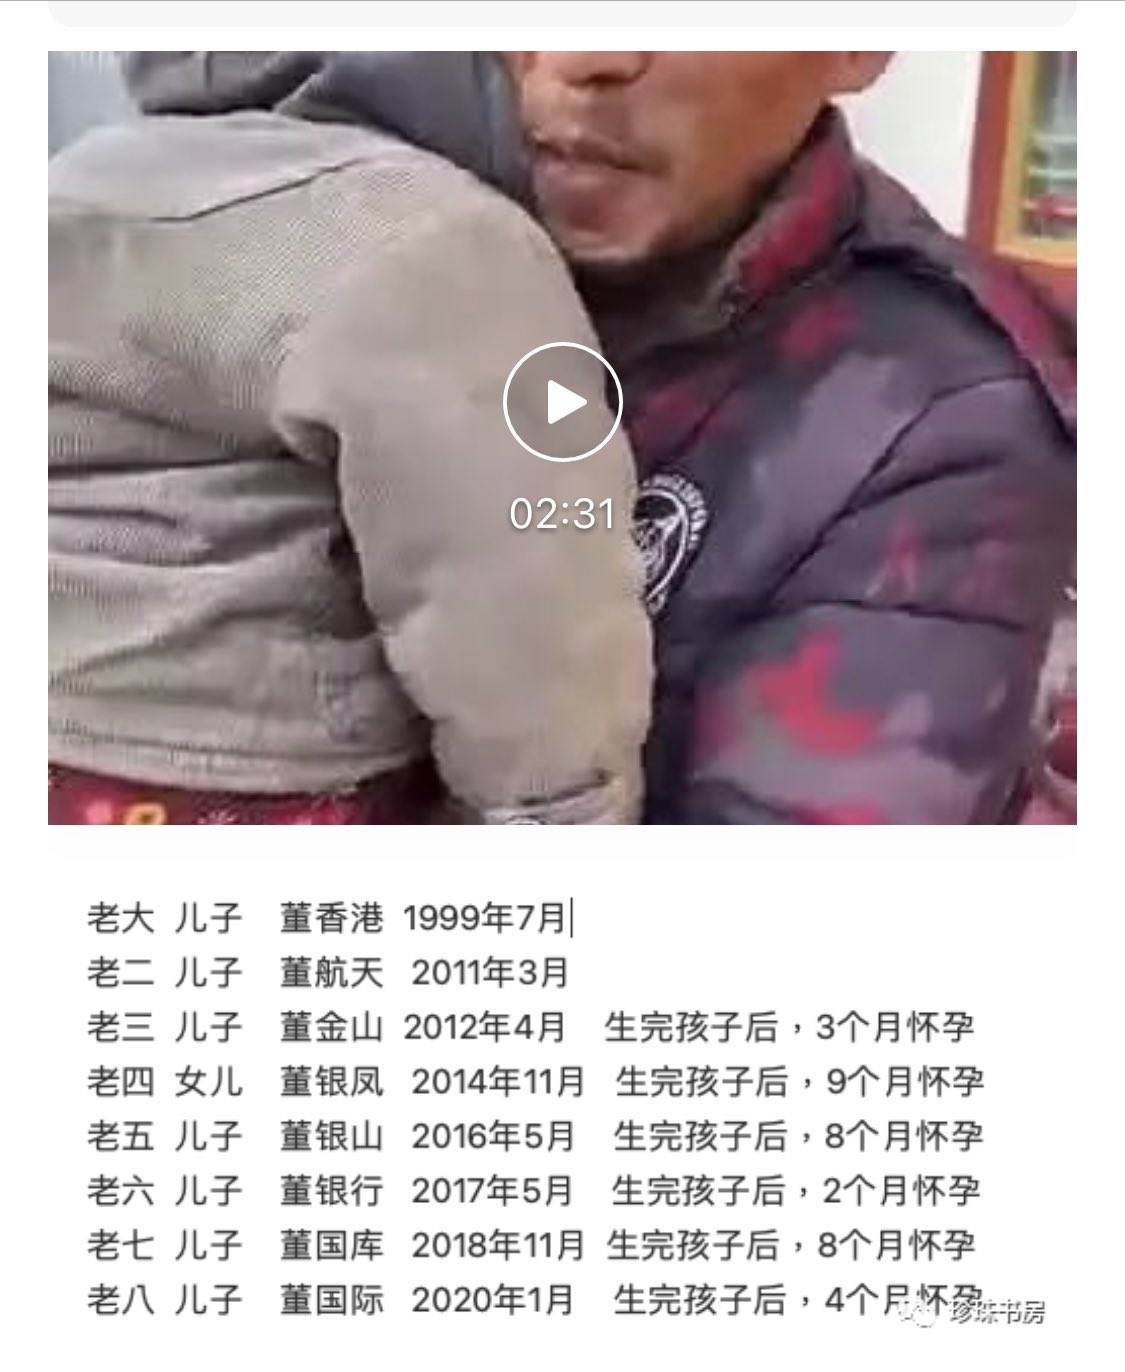 02:31
老大 儿子 董香港 1999年7月
老二 儿子 董航天 2011年3月
老三 儿子 董金山 2012年4月 生完孩子后，3个月怀孕
老四 女儿 董银凤 2014年11月 生完孩子后，9个月怀孕
老五 儿子 董银山 2016年5月 生完孩子后，8个月怀孕
老六 儿子 董银行 2017年5月 生完孩子后，2个月怀孕
老七 儿子 董国库 2018年11月 生完孩子后，8个月怀孕
老八 儿子 董国际 2020年1月 生完孩子后，4个月怀孕
珍珠书房